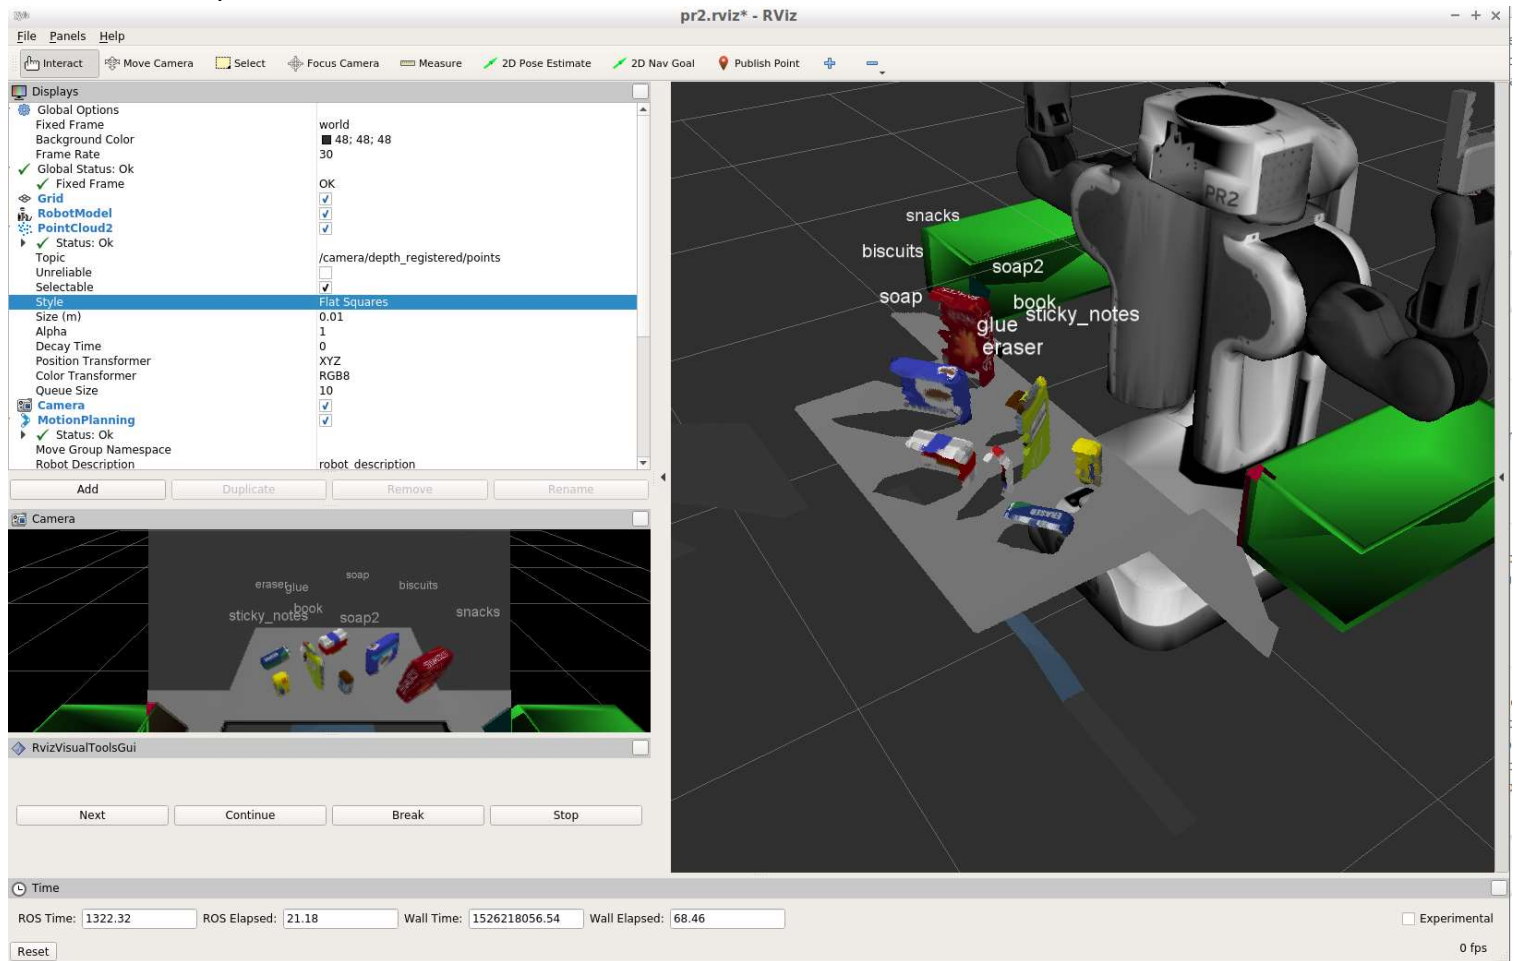 pr2.rviz* - RViz
File Panels Help
Interact Move Camera Select Focus Camera Measure 2D Pose Estimate 2D Nav Goal Publish Point
Displays
Global Options
Fixed Frame world
Background Color 48; 48; 48
Frame Rate 30
Global Status: Ok
Fixed Frame OK
Grid
RobotModel
PointCloud2
Status: Ok
Topic /camera/depth_registered/points
Unreliable
Selectable
Style Flat Squares
Size (m) 0.01
Alpha 1
Decay Time 0
Position Transformer XYZ
Color Transformer RGB8
Queue Size 10
Camera
MotionPlanning
Status: Ok
Move Group Namespace
Robot Description robot_description
Add Duplicate Remove Rename
Camera
soap
eraser
glue
biscuits
book
sticky_notes
soap2
snacks
RvizVisualToolsGui
Next Continue Break Stop
PR2
snacks
biscuits
soap2
soap
book
sticky_notes
glue
eraser
ERASER
Time
ROS Time: 1322.32 ROS Elapsed: 21.18 Wall Time: 1526218056.54 Wall Elapsed: 68.46 Experimental
Reset 0 fps